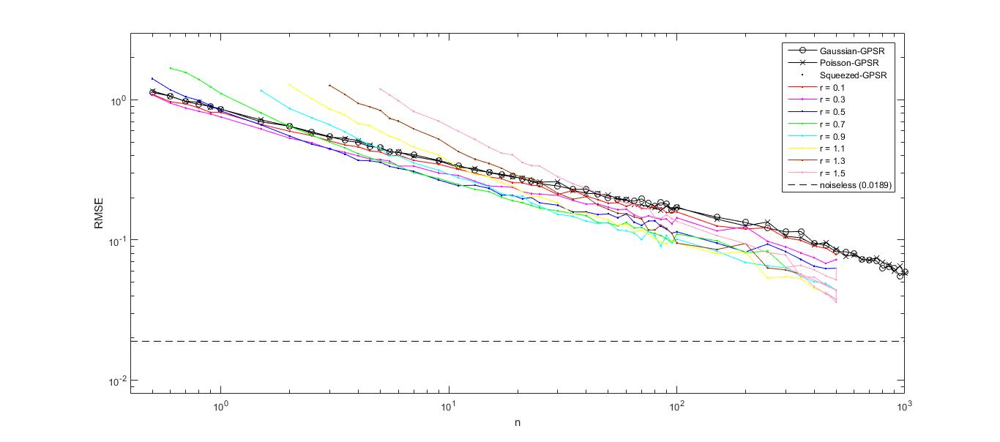 Gaussian-GPSR
Poisson-GPSR
Squeezed-GPSR
r = 0.1
r = 0.3
r = 0.5
r = 0.7
r = 0.9
r = 1.1
r = 1.3
r = 1.5
noiseless (0.0189)
RMSE
10^0
10^-1
10^-2
10^0
10^1
10^2
10^3
n